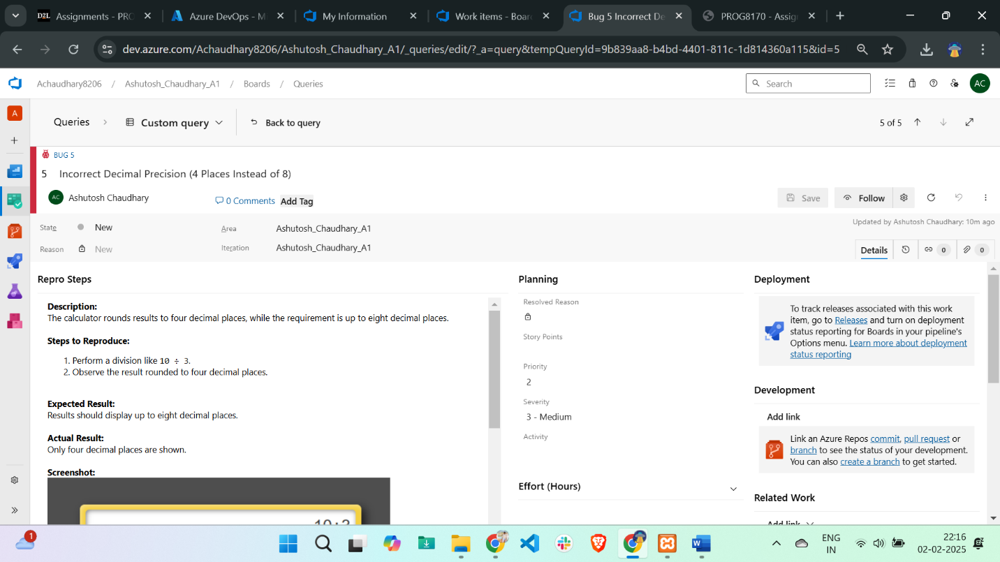 D2L Assignments - PRO
Azure DevOps - M
My Information
Work items - Boar
Bug 5 Incorrect De
PROG8170 - Assig
dev.azure.com/Achaudhary8206/Ashutosh_Chaudhary_A1/_queries/edit/?_a=query&tempQueryId=9b839aa8-b4bd-4401-811c-1d814360a115&id=5
Achaudhary8206 / Ashutosh_Chaudhary_A1 / Boards / Queries
Search
AC
A
Queries > Custom query
Back to query
5 of 5
BUG 5
5 Incorrect Decimal Precision (4 Places Instead of 8)
AC Ashutosh Chaudhary
0 Comments
Add Tag
Save
Follow
State New
Area Ashutosh_Chaudhary_A1
Updated by Ashutosh Chaudhary: 10m ago
Reason New
Iteration Ashutosh_Chaudhary_A1
Details
0
0
Repro Steps
Description:
The calculator rounds results to four decimal places, while the requirement is up to eight decimal places.
Steps to Reproduce:
1. Perform a division like 10 ÷ 3.
2. Observe the result rounded to four decimal places.
Expected Result:
Results should display up to eight decimal places.
Actual Result:
Only four decimal places are shown.
Screenshot:
10÷3
Planning
Resolved Reason
Story Points
Priority
2
Severity
3 - Medium
Activity
Effort (Hours)
Deployment
To track releases associated with this work
item, go to Releases and turn on deployment
status reporting for Boards in your pipeline's
Options menu. Learn more about deployment
status reporting
Development
Add link
Link an Azure Repos commit, pull request or
branch to see the status of your development.
You can also create a branch to get started.
Related Work
Add link
1
ENG
IN
22:16
02-02-2025